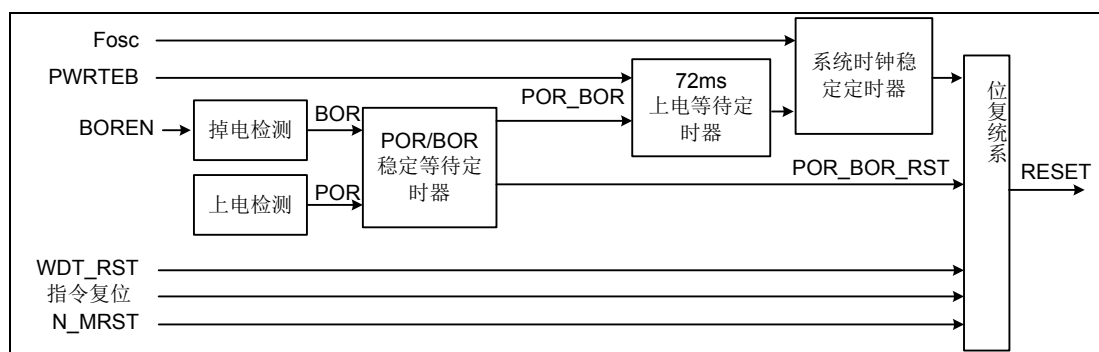 Fosc
PWRTEB
BOREN
掉电检测
BOR
上电检测
POR
POR/BOR
稳定等待定
时器
POR_BOR
72ms
上电等待定
时器
系统时钟稳
定定时器
POR_BOR_RST
位复统系
RESET
WDT_RST
指令复位
N_MRST